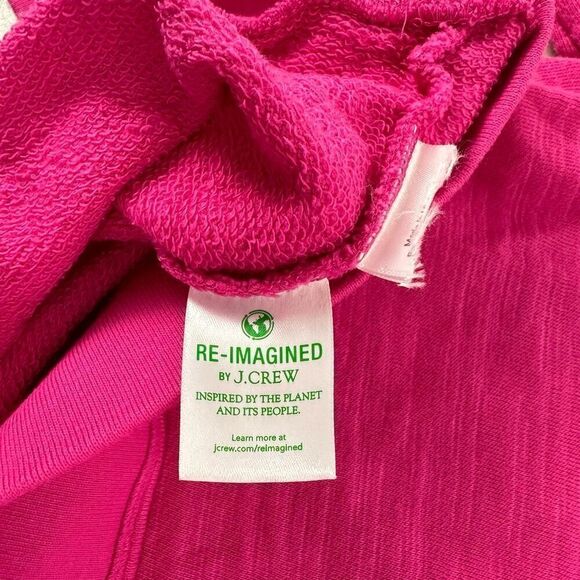 RE-IMAGINED
BY J.CREW
INSPIRED BY THE PLANET
AND ITS PEOPLE.
Learn more at
jcrew.com/reimagined